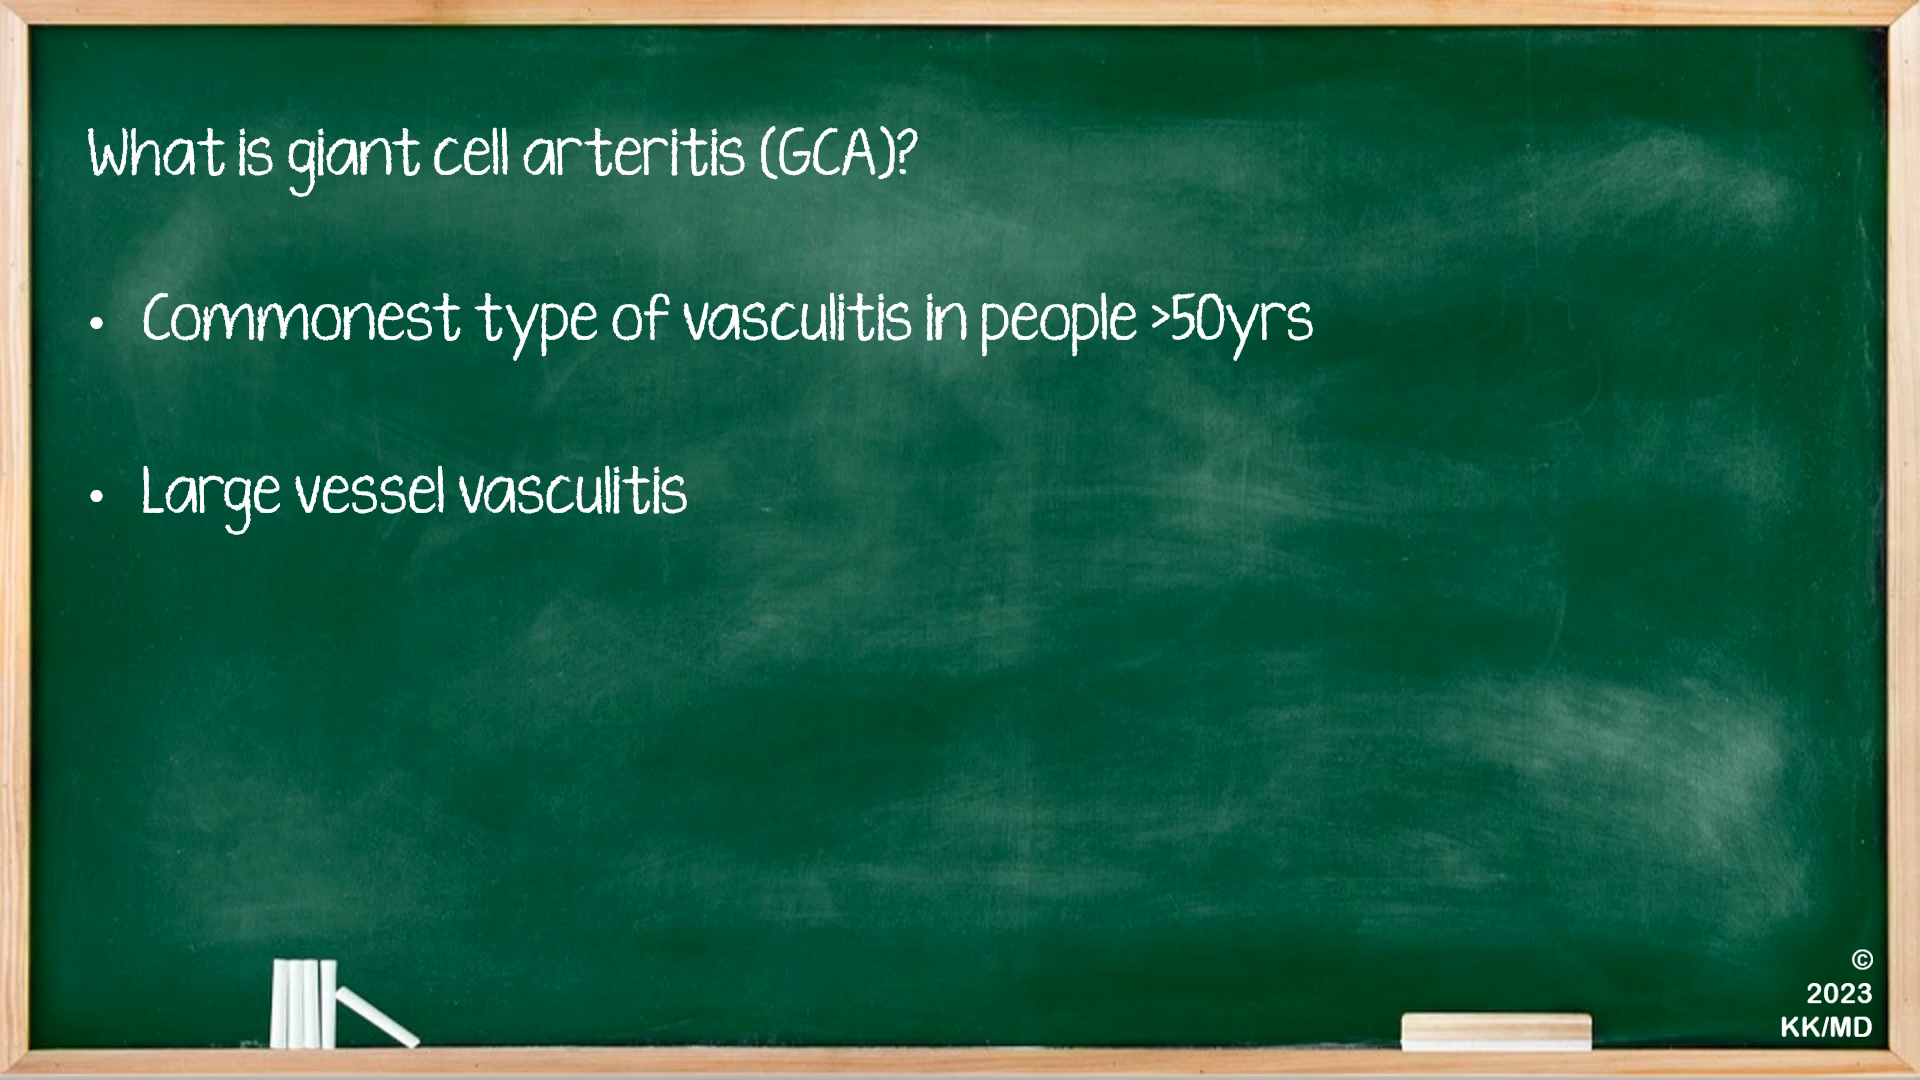 What is giant cell arteritis (GCA)?
• Commonest type of vasculitis in people >50yrs
• Large vessel vasculitis
©
2023
KK/MD